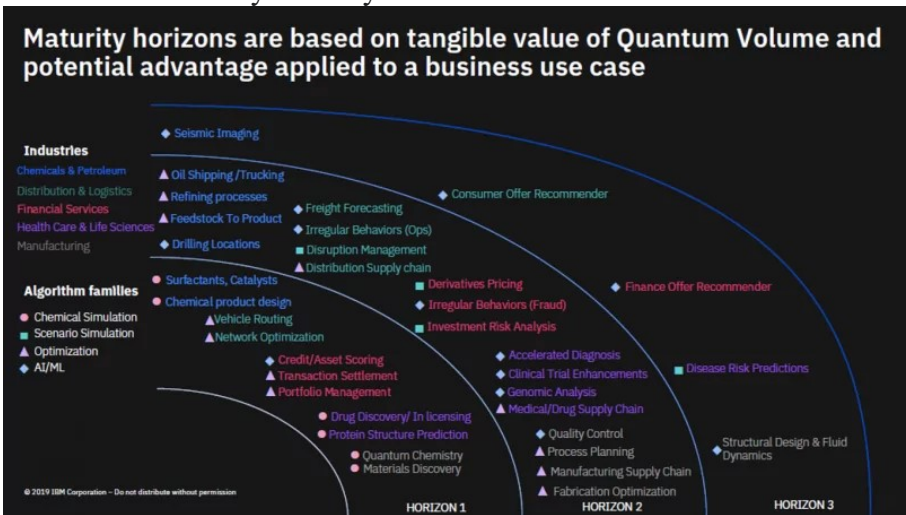 Maturity horizons are based on tangible value of Quantum Volume and
potential advantage applied to a business use case
Industries
Chemicals & Petroleum
Distribution & Logistics
Financial Services
Health Care & Life Sciences
Manufacturing
Algorithm families
Chemical Simulation
Scenario Simulation
Optimization
AI/ML
Seismic Imaging
Oil Shipping /Trucking
Refining processes
Feedstock To Product
Drilling Locations
Freight Forecasting
Irregular Behaviors (Ops)
Disruption Management
Distribution Supply chain
Consumer Offer Recommender
Surfactants, Catalysts
Chemical product design
Vehicle Routing
Network Optimization
Derivatives Pricing
Irregular Behaviors (Fraud)
Investment Risk Analysis
Finance Offer Recommender
Credit/Asset Scoring
Transaction Settlement
Portfolio Management
Accelerated Diagnosis
Clinical Trial Enhancements
Genomic Analysis
Medical/Drug Supply Chain
Disease Risk Predictions
Drug Discovery/ In licensing
Protein Structure Prediction
Quantum Chemistry
Materials Discovery
Quality Control
Process Planning
Manufacturing Supply Chain
Fabrication Optimization
Structural Design & Fluid
Dynamics
© 2019 IBM Corporation – Do not distribute without permission
HORIZON 1
HORIZON 2
HORIZON 3